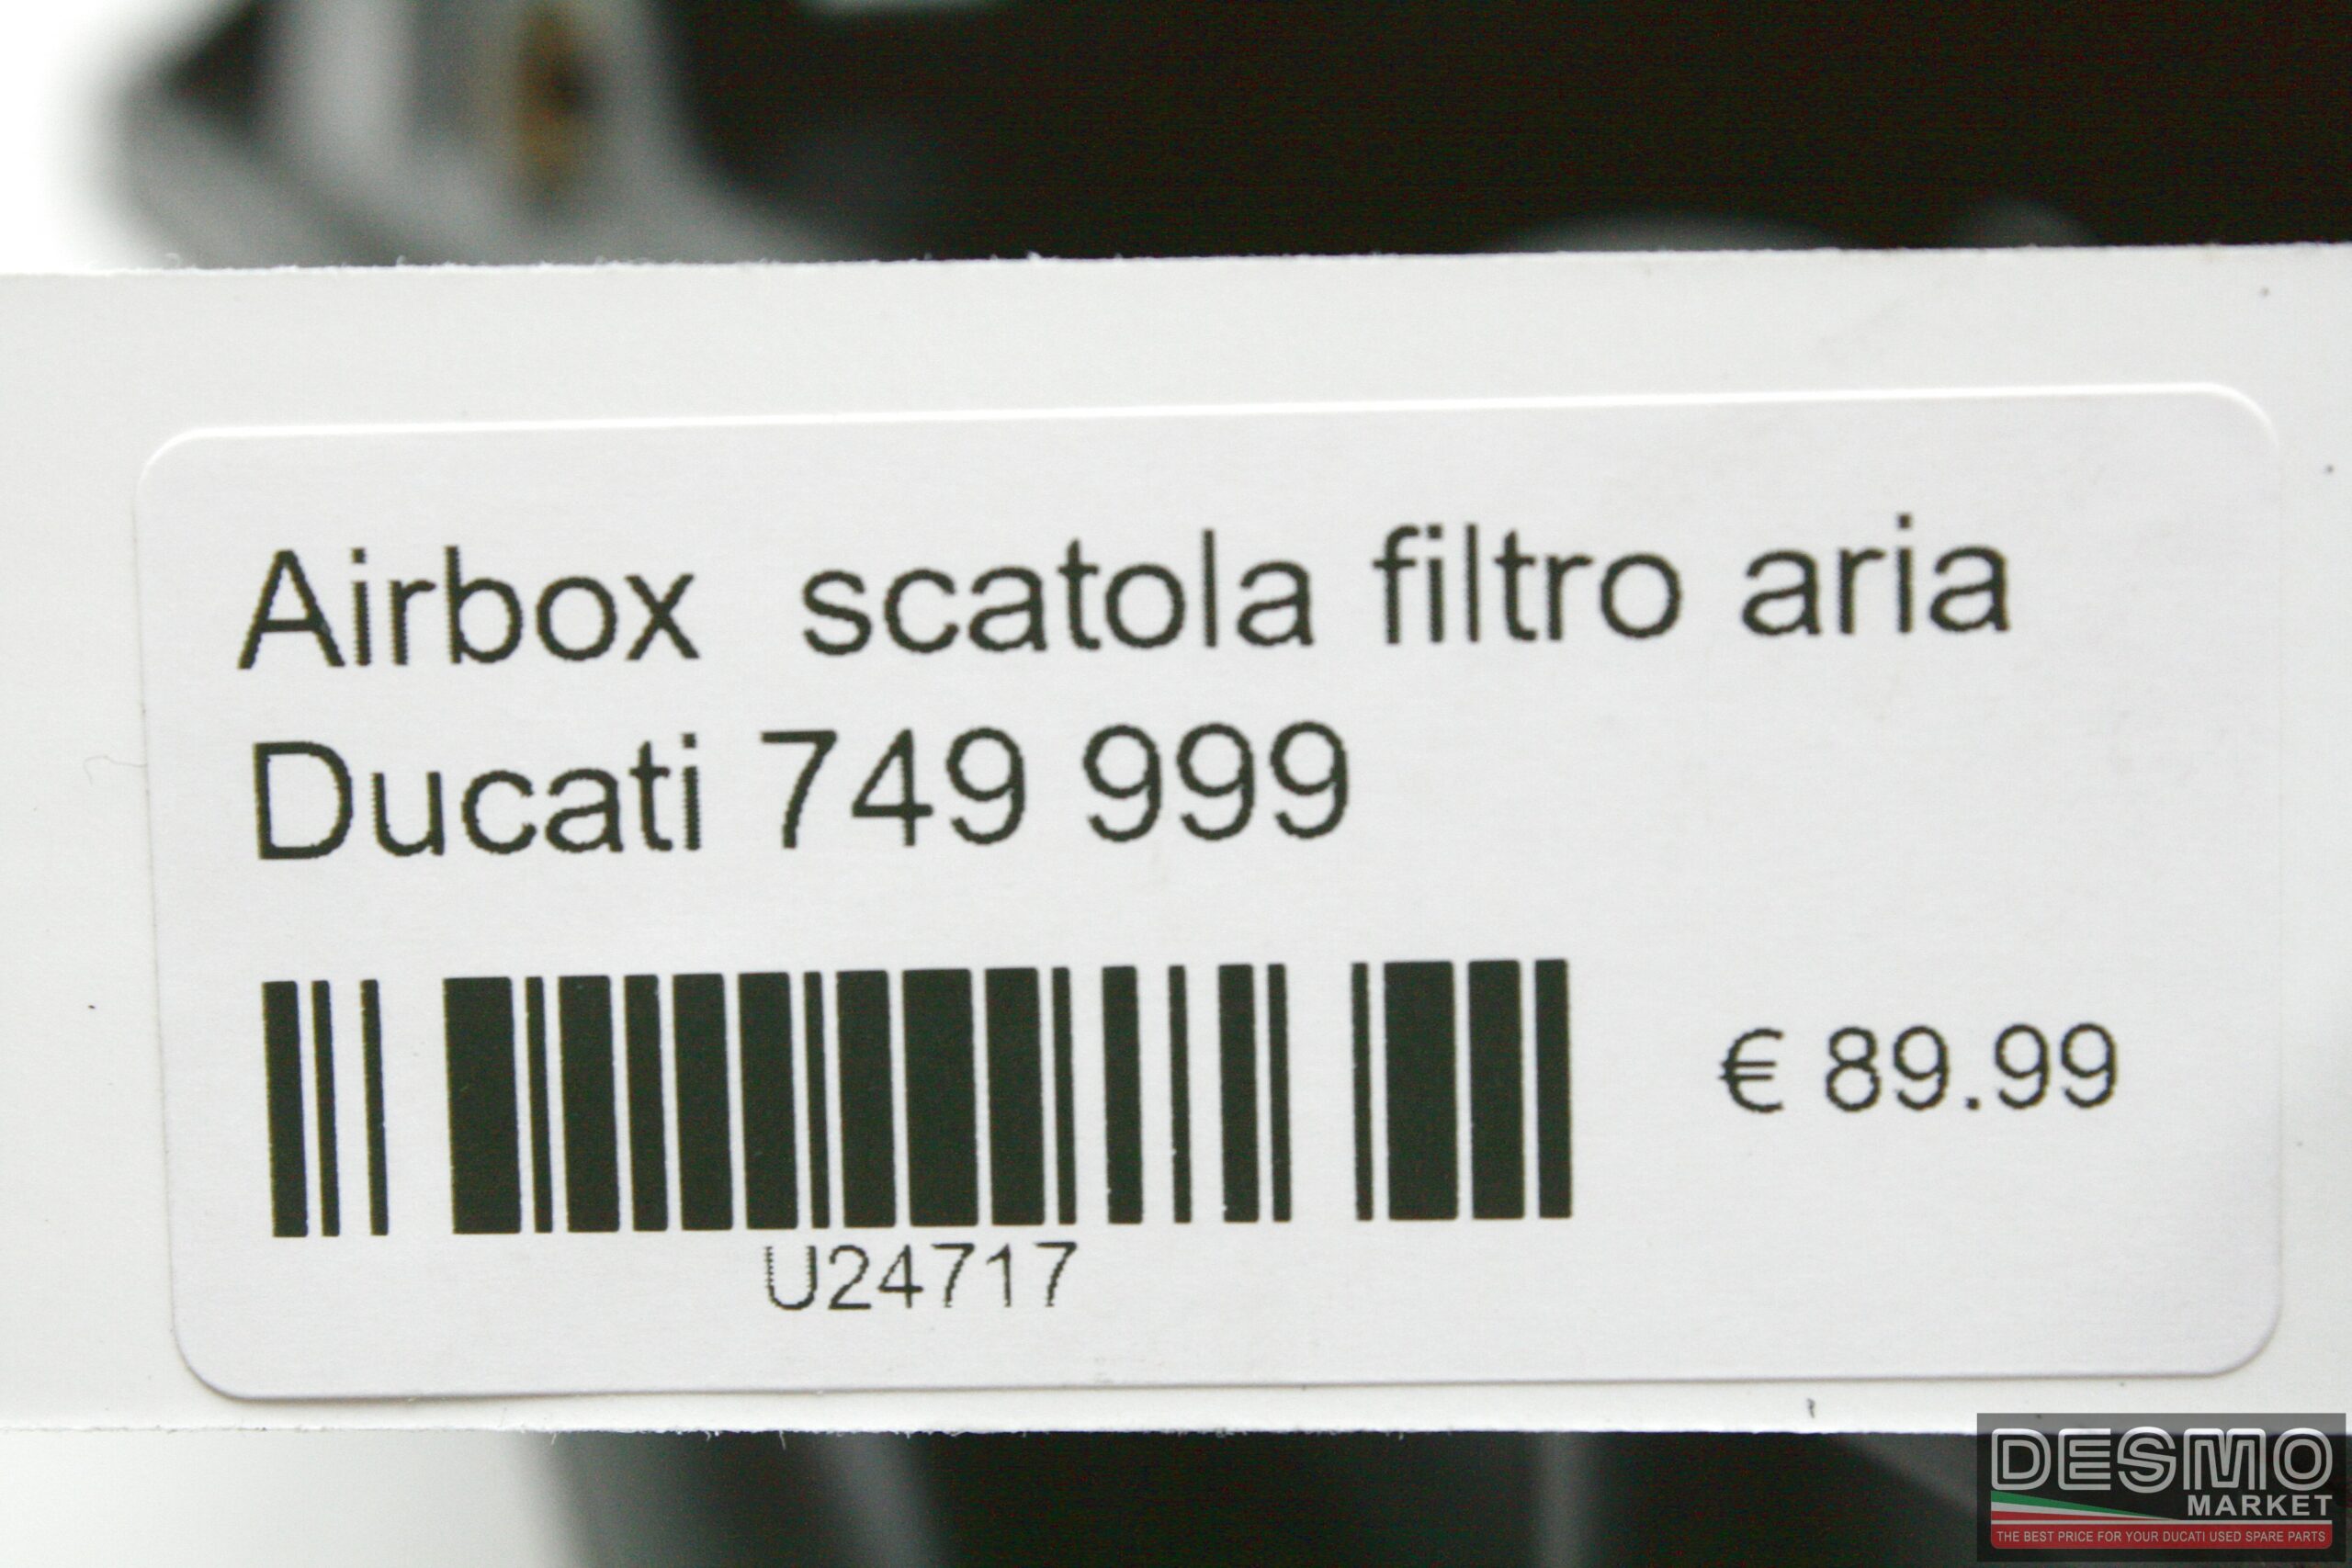 Airbox  scatola filtro aria
Ducati 749 999
€ 89.99
U24717
DESMO
MARKET
THE BEST PRICE FOR YOUR DUCATI USED SPARE PARTS